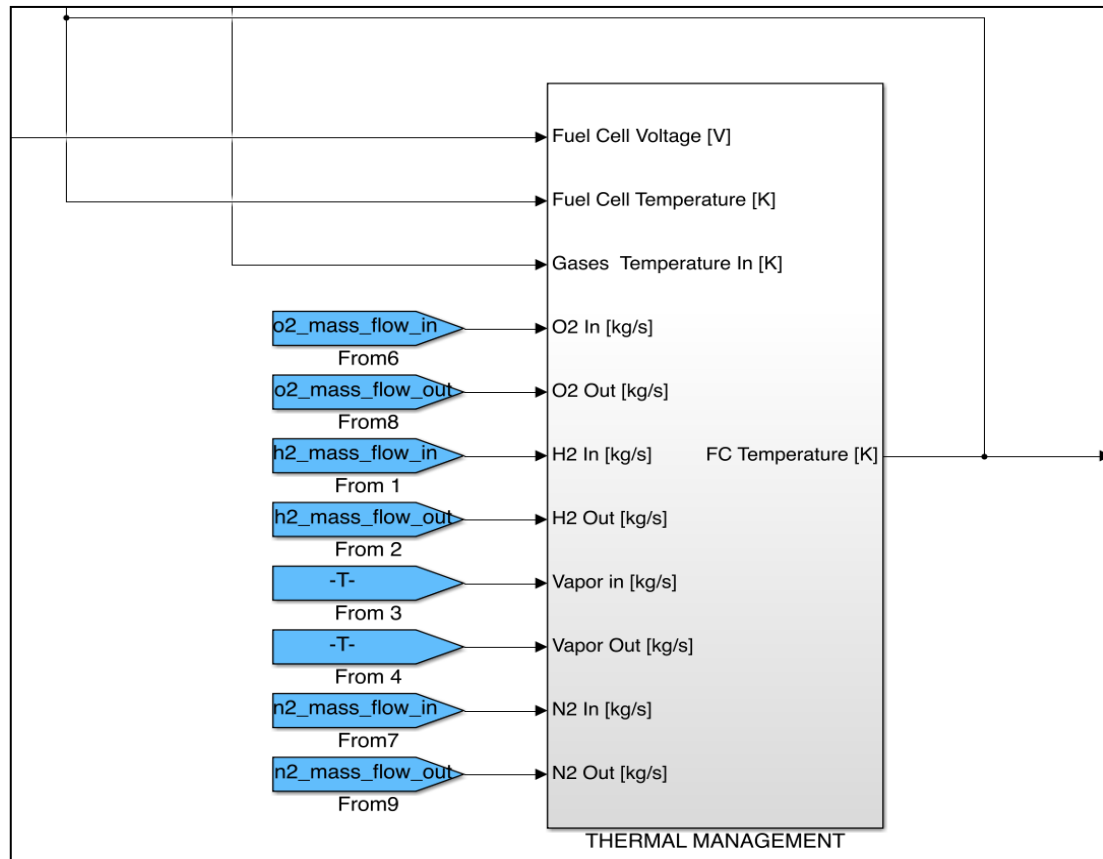 Fuel Cell Voltage [V]
Fuel Cell Temperature [K]
Gases  Temperature In [K]
o2_mass_flow_in
From6
O2 In [kg/s]
o2_mass_flow_out
From8
O2 Out [kg/s]
h2_mass_flow_in
From 1
H2 In [kg/s]
FC Temperature [K]
h2_mass_flow_out
From 2
H2 Out [kg/s]
-T-
From 3
Vapor in [kg/s]
-T-
From 4
Vapor Out [kg/s]
n2_mass_flow_in
From7
N2 In [kg/s]
n2_mass_flow_out
From9
N2 Out [kg/s]
THERMAL MANAGEMENT